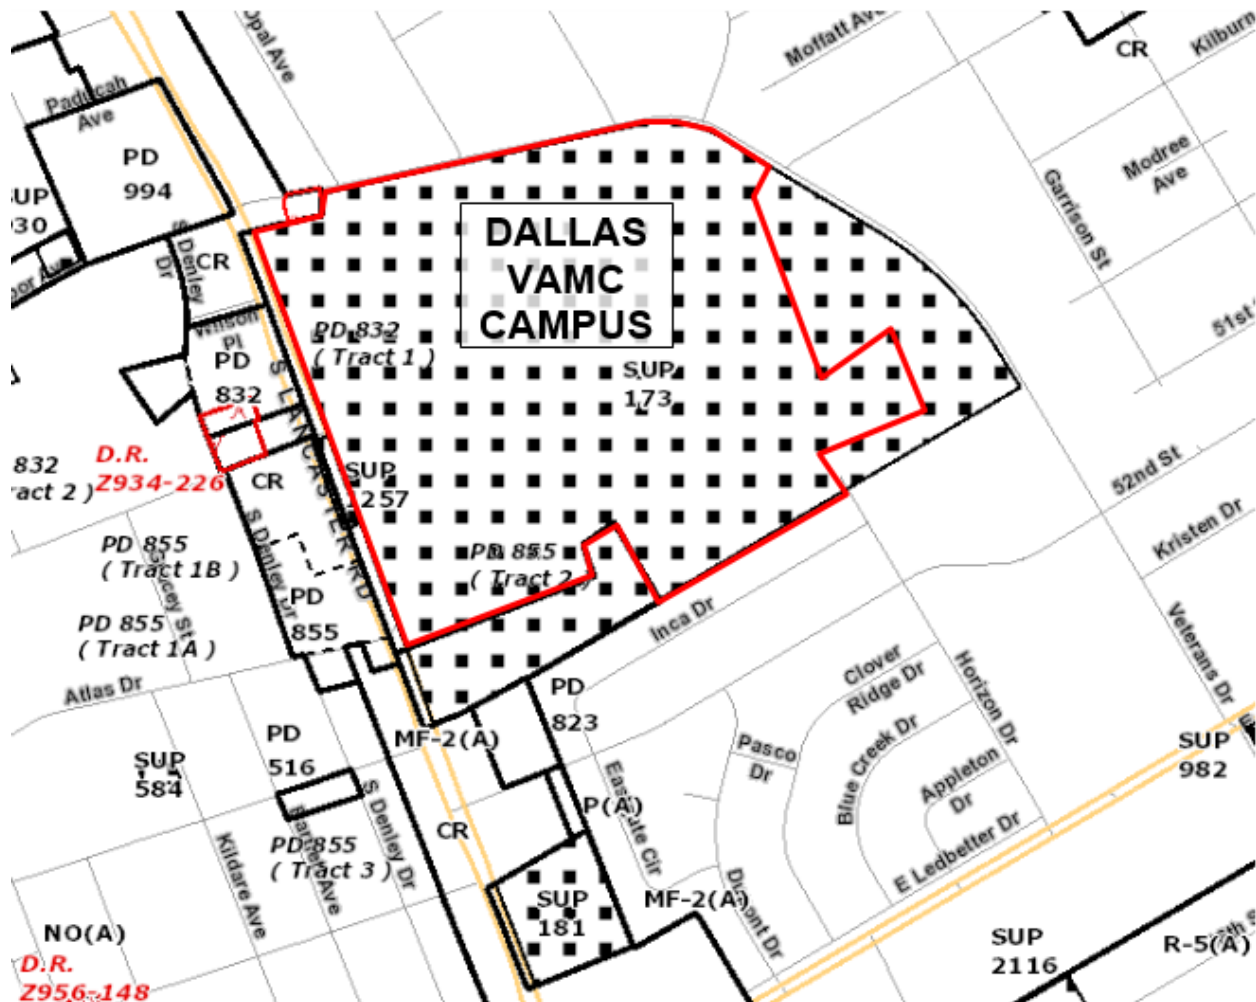 Opal Ave
Moffatt Ave
CR
Kilburn
Paducah
Ave
PD
994
SUP
930
S Denley
Dr
CR
Modree
Ave
Garrison St
DALLAS
VAMC
CAMPUS
Wilson
Pl
PD 832
( Tract 1 )
51st
PD
832
S LANCASTER RD
SUP
173
D.R.
Z934-226
832
Tract 2 )
CR
SUP
1257
52nd St
Kristen Dr
S Denley Dr
PD 855
( Tract 1B )
PD 855
( Tract 2 )
PD
855
PD 855
( Tract 1A )
Inca Dr
Veterans Dr
Atlas Dr
Clover
Ridge Dr
Horizon Dr
PD
823
MF-2(A)
PD
516
SUP
584
Pasco
Dr
Blue Creek Dr
Appleton
Dr
SUP
982
S Denley Dr
P(A)
CR
PD 855
( Tract 3 )
Kildare Ave
E Ledbetter Dr
SUP
181
MF-2(A)
NO(A)
D.R.
Z956-148
SUP
2116
R-5(A)